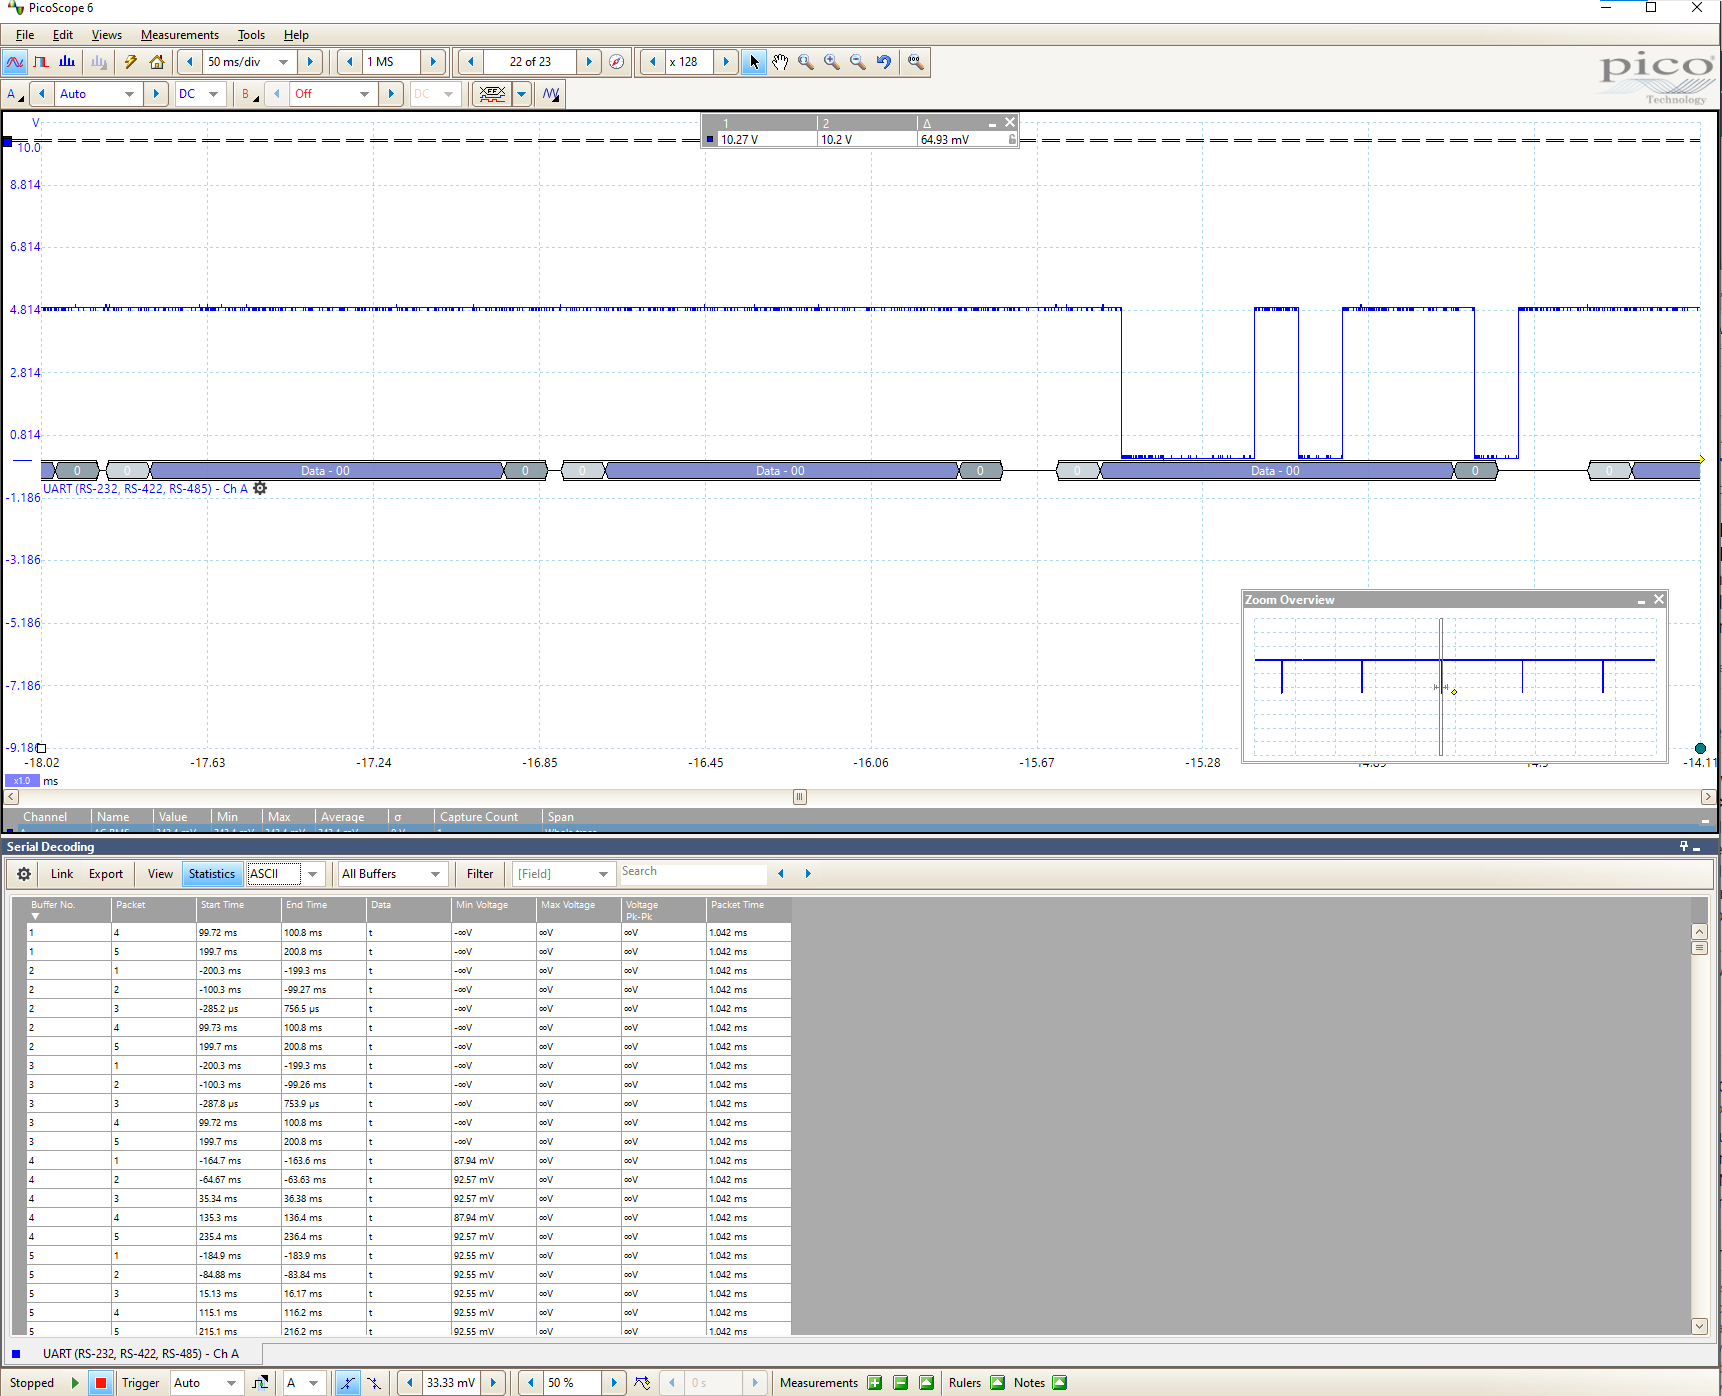 PicoScope 6
File Edit Views Measurements Tools Help
50 ms/div 1 MS 22 of 23 x 128
pico
Technology
A Auto DC B Off DC
V
1 2 Δ
10.27 V 10.2 V 64.93 mV
10.0
8.814
6.814
4.814
2.814
0.814
0 0 Data - 00 0 0 Data - 00 0 0 Data - 00 0 0
UART (RS-232, RS-422, RS-485) - Ch A
-1.186
-3.186
-5.186
Zoom Overview
-7.186
-9.186
-18.02 -17.63 -17.24 -16.85 -16.45 -16.06 -15.67 -15.28 -14.11
x1.0 ms
Channel Name Value Min Max Average σ Capture Count Span
Serial Decoding
Link Export View Statistics ASCII All Buffers Filter [Field] Search
Buffer No. Packet Start Time End Time Data Min Voltage Max Voltage Voltage Pk-Pk Packet Time
1 4 99.72 ms 100.8 ms t -∞V ∞V ∞V 1.042 ms
1 5 199.7 ms 200.8 ms t -∞V ∞V ∞V 1.042 ms
2 1 -200.3 ms -199.3 ms t -∞V ∞V ∞V 1.042 ms
2 2 -100.3 ms -99.27 ms t -∞V ∞V ∞V 1.042 ms
2 3 -285.2 µs 756.5 µs t -∞V ∞V ∞V 1.042 ms
2 4 99.73 ms 100.8 ms t -∞V ∞V ∞V 1.042 ms
2 5 199.7 ms 200.8 ms t -∞V ∞V ∞V 1.042 ms
3 1 -200.3 ms -199.3 ms t -∞V ∞V ∞V 1.042 ms
3 2 -100.3 ms -99.26 ms t -∞V ∞V ∞V 1.042 ms
3 3 -287.8 µs 753.9 µs t -∞V ∞V ∞V 1.042 ms
3 4 99.72 ms 100.8 ms t -∞V ∞V ∞V 1.042 ms
3 5 199.7 ms 200.8 ms t -∞V ∞V ∞V 1.042 ms
4 1 -164.7 ms -163.6 ms t 87.94 mV ∞V ∞V 1.042 ms
4 2 -64.67 ms -63.63 ms t 92.57 mV ∞V ∞V 1.042 ms
4 3 35.34 ms 36.38 ms t 92.57 mV ∞V ∞V 1.042 ms
4 4 135.3 ms 136.4 ms t 87.94 mV ∞V ∞V 1.042 ms
4 5 235.4 ms 236.4 ms t 92.57 mV ∞V ∞V 1.042 ms
5 1 -184.9 ms -183.9 ms t 92.55 mV ∞V ∞V 1.042 ms
5 2 -84.88 ms -83.84 ms t 92.55 mV ∞V ∞V 1.042 ms
5 3 15.13 ms 16.17 ms t 92.55 mV ∞V ∞V 1.042 ms
5 4 115.1 ms 116.2 ms t 92.55 mV ∞V ∞V 1.042 ms
5 5 215.1 ms 216.2 ms t 92.55 mV ∞V ∞V 1.042 ms
UART (RS-232, RS-422, RS-485) - Ch A
Stopped Trigger Auto A 33.33 mV 50 % 0 s Measurements Rulers Notes